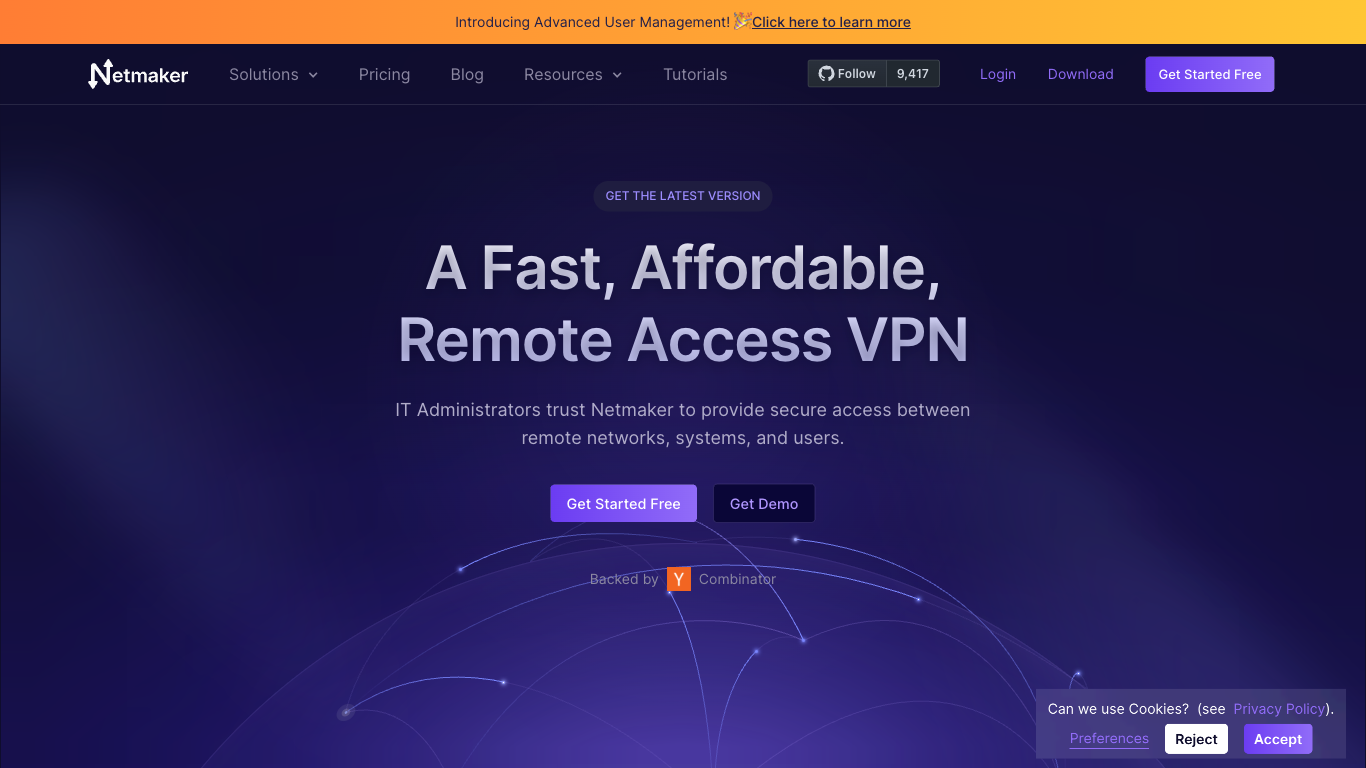 Introducing Advanced User Management! 🎉Click here to learn more
Netmaker Solutions Pricing Blog Resources Tutorials Follow 9,417 Login Download Get Started Free
GET THE LATEST VERSION
A Fast, Affordable,
Remote Access VPN
IT Administrators trust Netmaker to provide secure access between
remote networks, systems, and users.
Get Started Free Get Demo
Backed by Y Combinator
Can we use Cookies? (see Privacy Policy).
Preferences Reject Accept